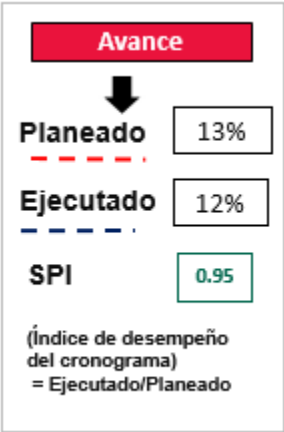 Avance
Planeado 13%
Ejecutado 12%
SPI 0.95
(Índice de desempeño
del cronograma)
= Ejecutado/Planeado